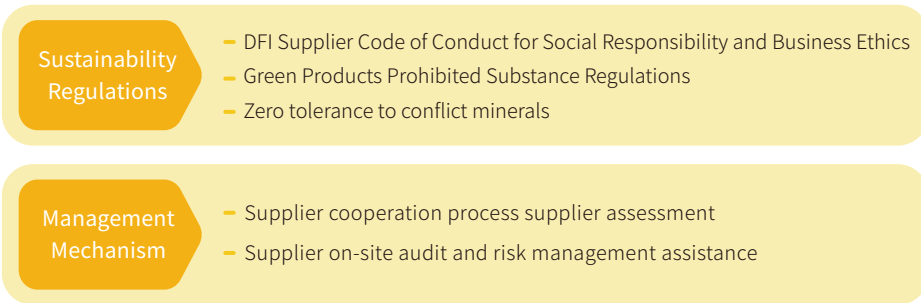 Sustainability
Regulations
– DFI Supplier Code of Conduct for Social Responsibility and Business Ethics
– Green Products Prohibited Substance Regulations
– Zero tolerance to conflict minerals
Management
Mechanism
– Supplier cooperation process supplier assessment
– Supplier on-site audit and risk management assistance